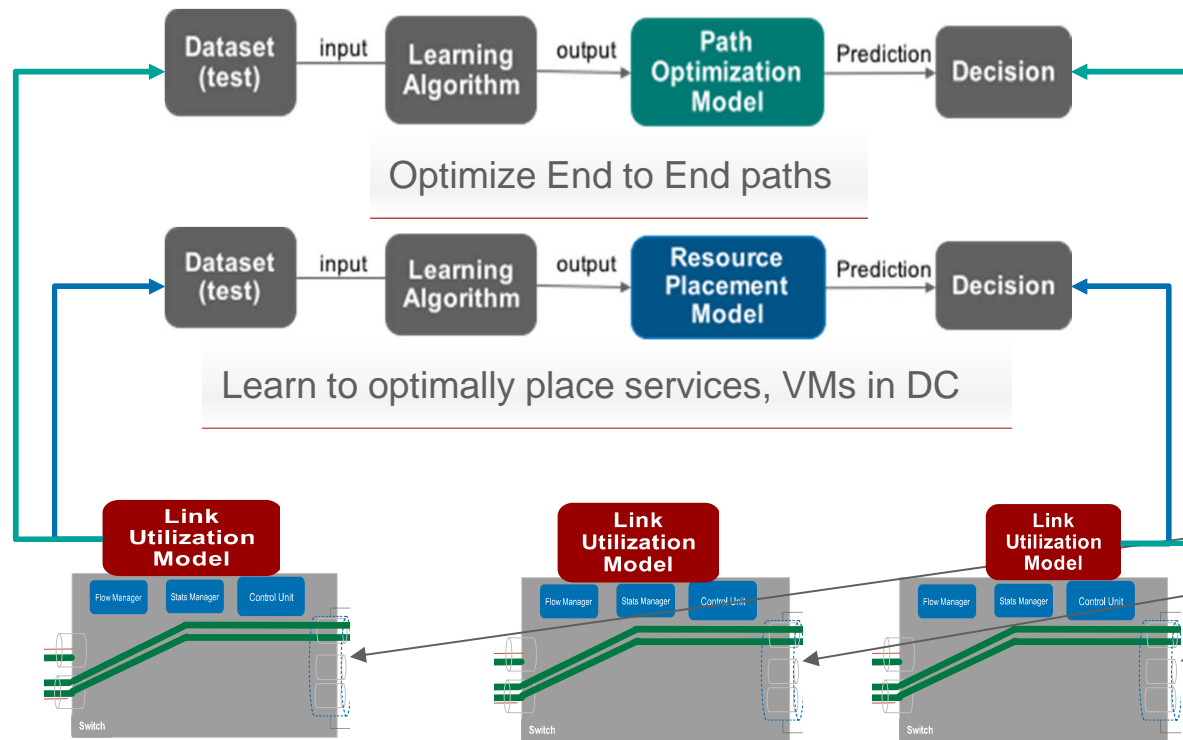 Dataset
(test)
input
Learning
Algorithm
output
Path
Optimization
Model
Prediction
Decision
Optimize End to End paths
Dataset
(test)
input
Learning
Algorithm
output
Resource
Placement
Model
Prediction
Decision
Learn to optimally place services, VMs in DC
Link
Utilization
Model
Flow Manager
Stats Manager
Control Unit
Switch
Link
Utilization
Model
Flow Manager
Stats Manager
Control Unit
Switch
Link
Utilization
Model
Flow Manager
Stats Manager
Control Unit
Switch